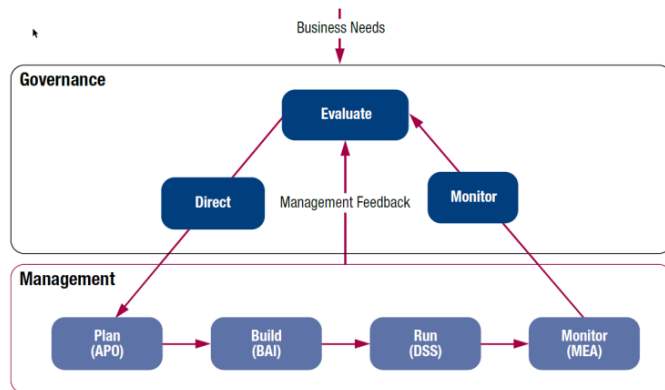 Business Needs
Governance
Evaluate
Direct
Management Feedback
Monitor
Management
Plan
(APO)
Build
(BAI)
Run
(DSS)
Monitor
(MEA)